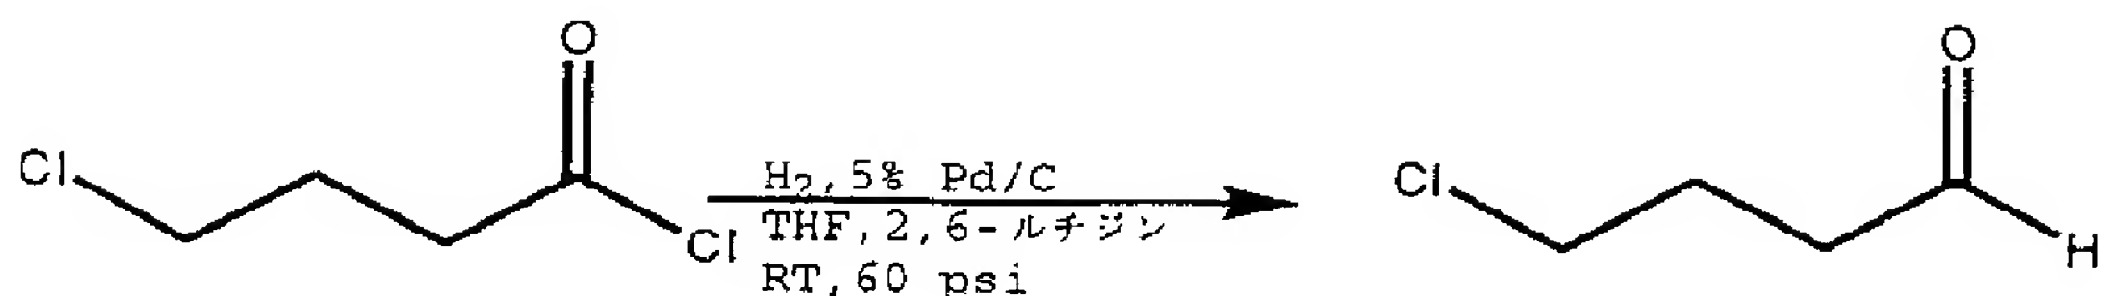 O
O
Cl
H₂,5% Pd/C
Cl
Cl
THF,2,6-ルチジン
H
RT,60 psi